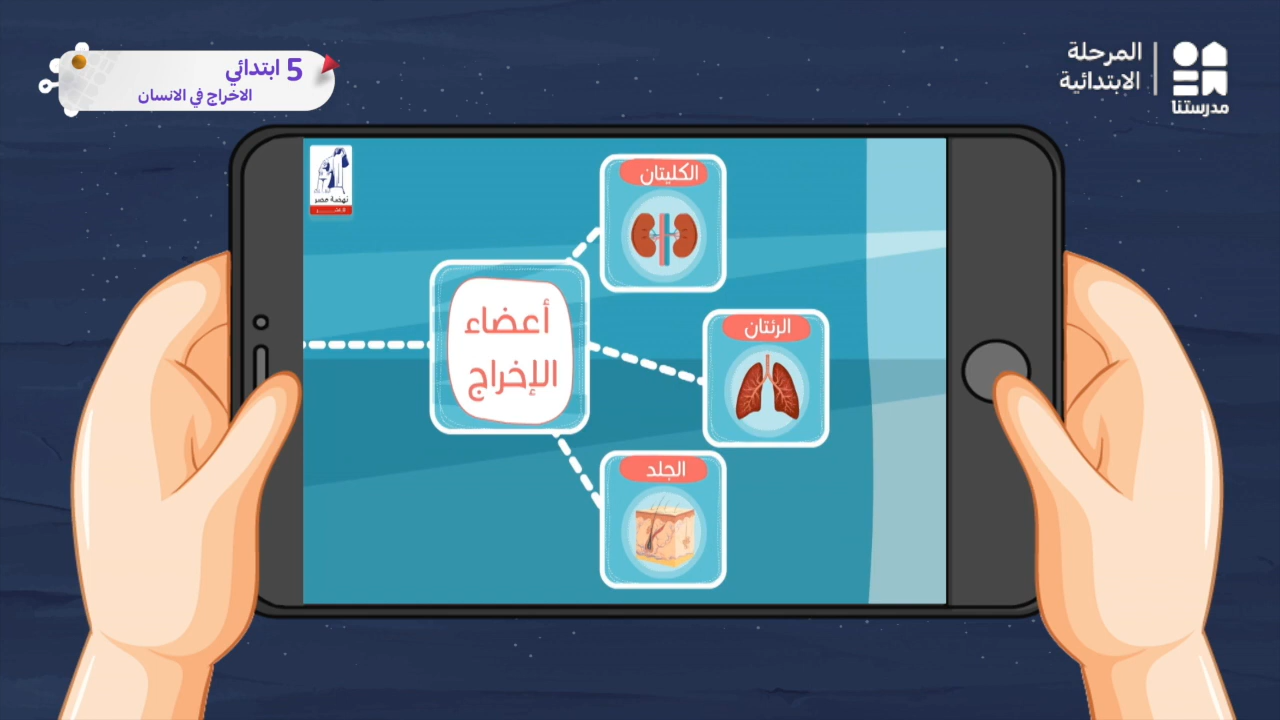 المرحلة
الابتدائية
مدرستنا
5 ابتدائي
الاخراج في الانسان
نهضة مصر
الكليتان
أعضاء
الإخراج
الرئتان
الجلد